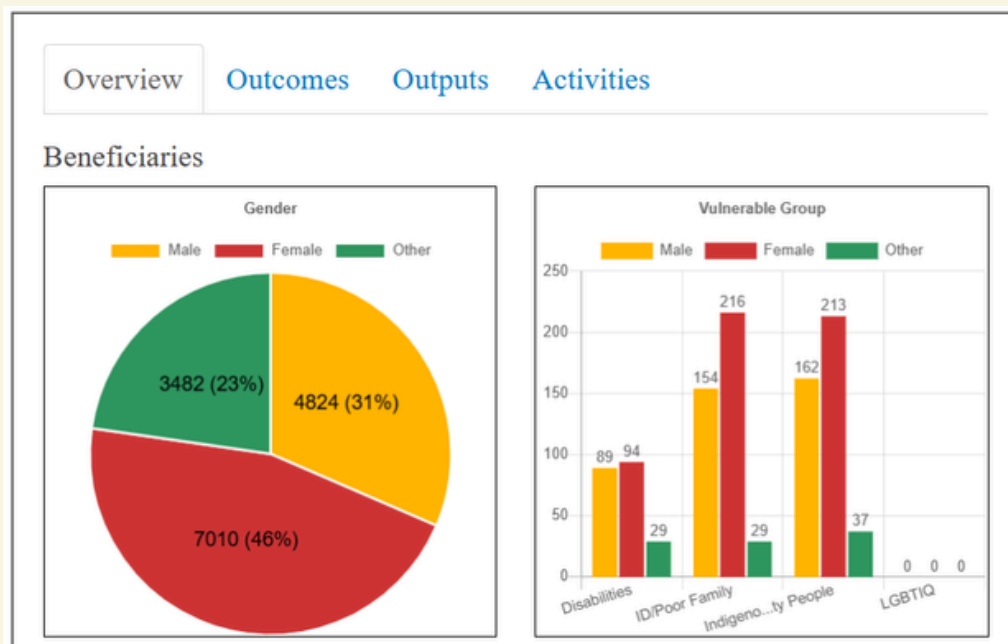 Overview Outcomes Outputs Activities
Beneficiaries
Gender
Male Female Other
3482 (23%)
4824 (31%)
7010 (46%)
Vulnerable Group
Male Female Other
250
200
150
100
50
0
89 94 29
154 216 29
162 213 37
0 0 0
Disabilities
ID/Poor Family
Indigeno...ty People
LGBTIQ